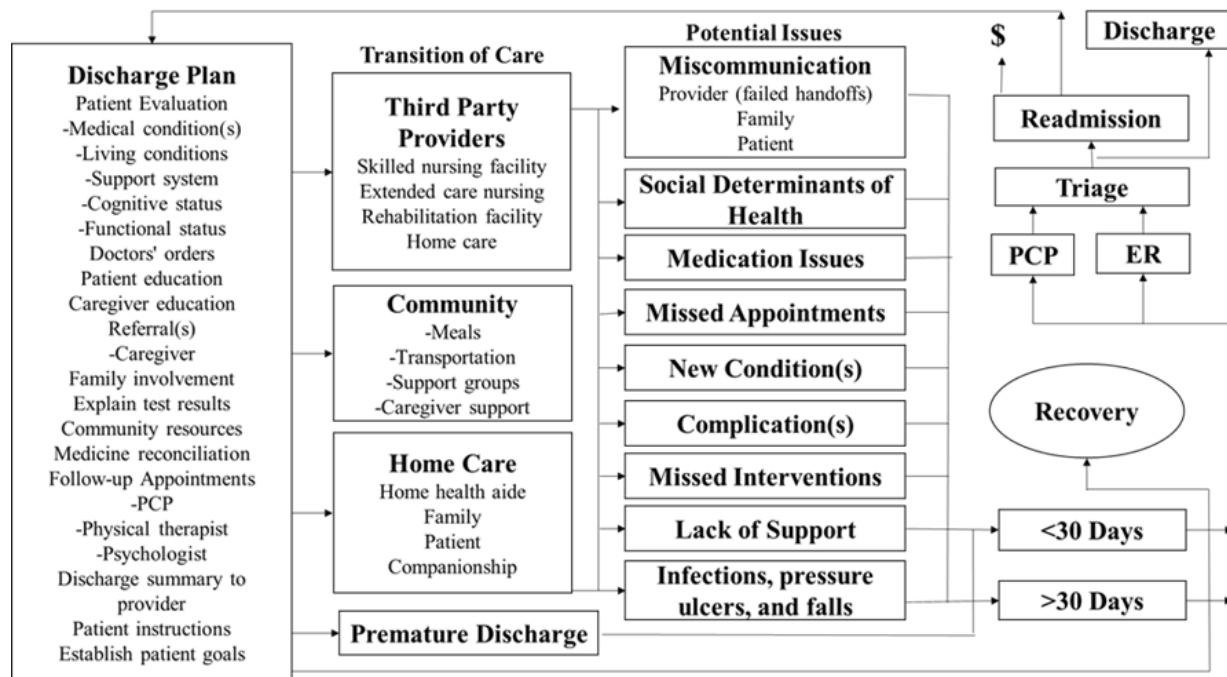 Discharge Plan
Patient Evaluation
-Medical condition(s)
-Living conditions
-Support system
-Cognitive status
-Functional status
Doctors' orders
Patient education
Caregiver education
Referral(s)
-Caregiver
Family involvement
Explain test results
Community resources
Medicine reconciliation
Follow-up Appointments
-PCP
-Physical therapist
-Psychologist
Discharge summary to
provider
Patient instructions
Establish patient goals
Transition of Care
Third Party
Providers
Skilled nursing facility
Extended care nursing
Rehabilitation facility
Home care
Community
-Meals
-Transportation
-Support groups
-Caregiver support
Home Care
Home health aide
Family
Patient
Companionship
Premature Discharge
Potential Issues
Miscommunication
Provider (failed handoffs)
Family
Patient
Social Determinants of
Health
Medication Issues
Missed Appointments
New Condition(s)
Complication(s)
Missed Interventions
Lack of Support
Infections, pressure
ulcers, and falls
$
Discharge
Readmission
Triage
PCP
ER
Recovery
<30 Days
>30 Days